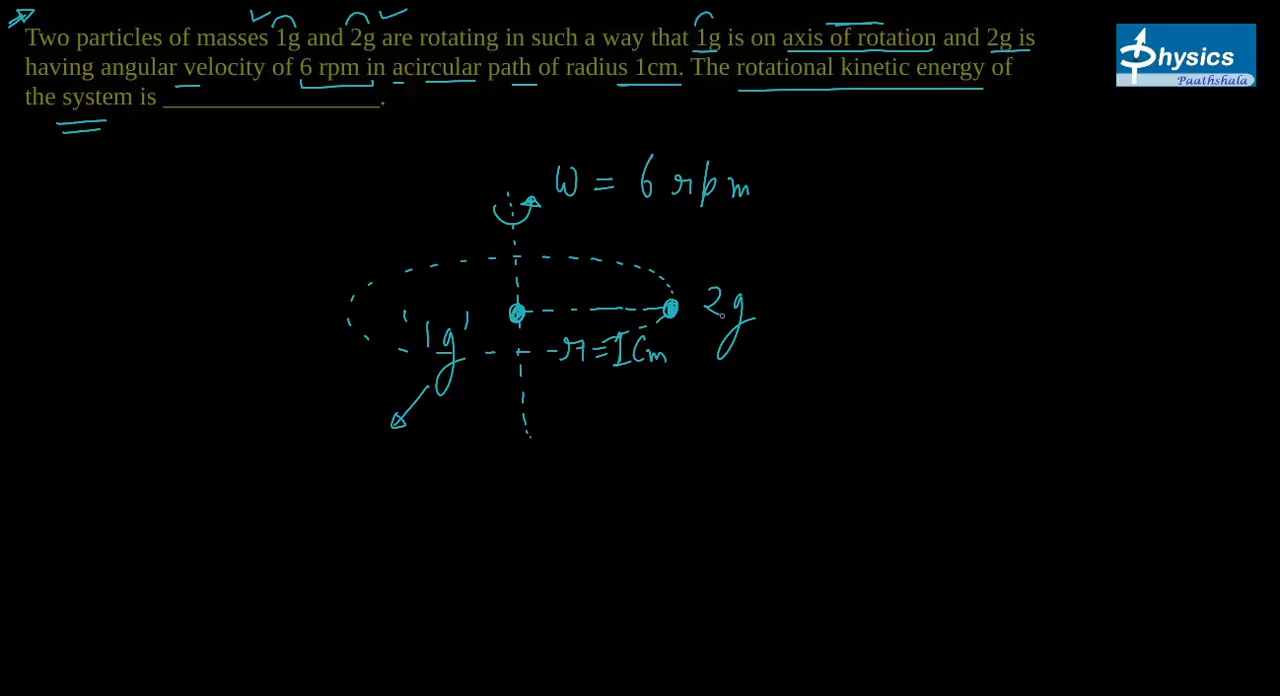 Two particles of masses 1g and 2g are rotating in such a way that 1g is on axis of rotation and 2g is
having angular velocity of 6 rpm in acircular path of radius 1cm. The rotational kinetic energy of
the system is ____________________.
Physics
Paathshala
ω = 6 rpm
2g
'1g'
r = 1cm